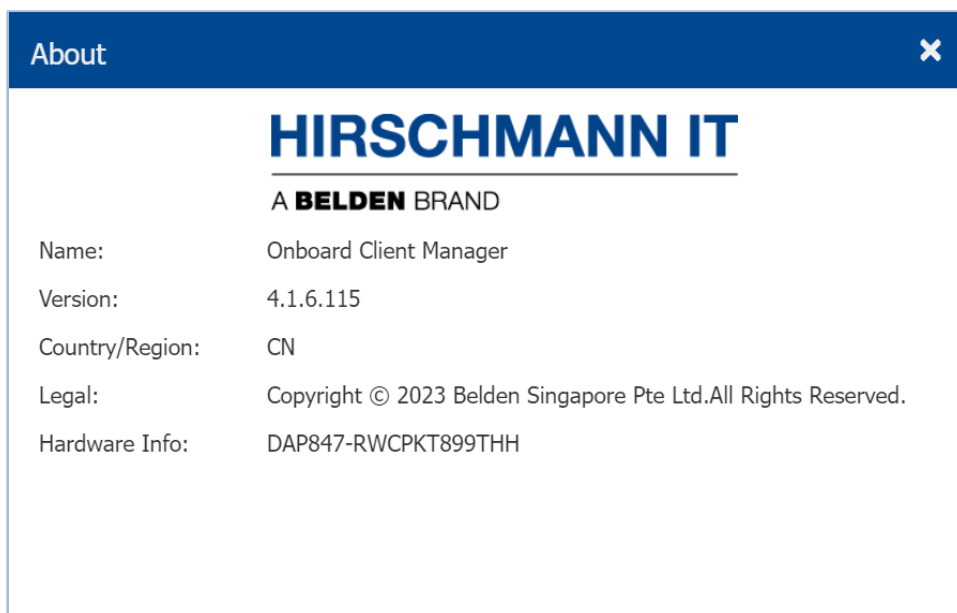 About
HIRSCHMANN IT
A BELDEN BRAND
Name: Onboard Client Manager
Version: 4.1.6.115
Country/Region: CN
Legal: Copyright © 2023 Belden Singapore Pte Ltd.All Rights Reserved.
Hardware Info: DAP847-RWCPKT899THH